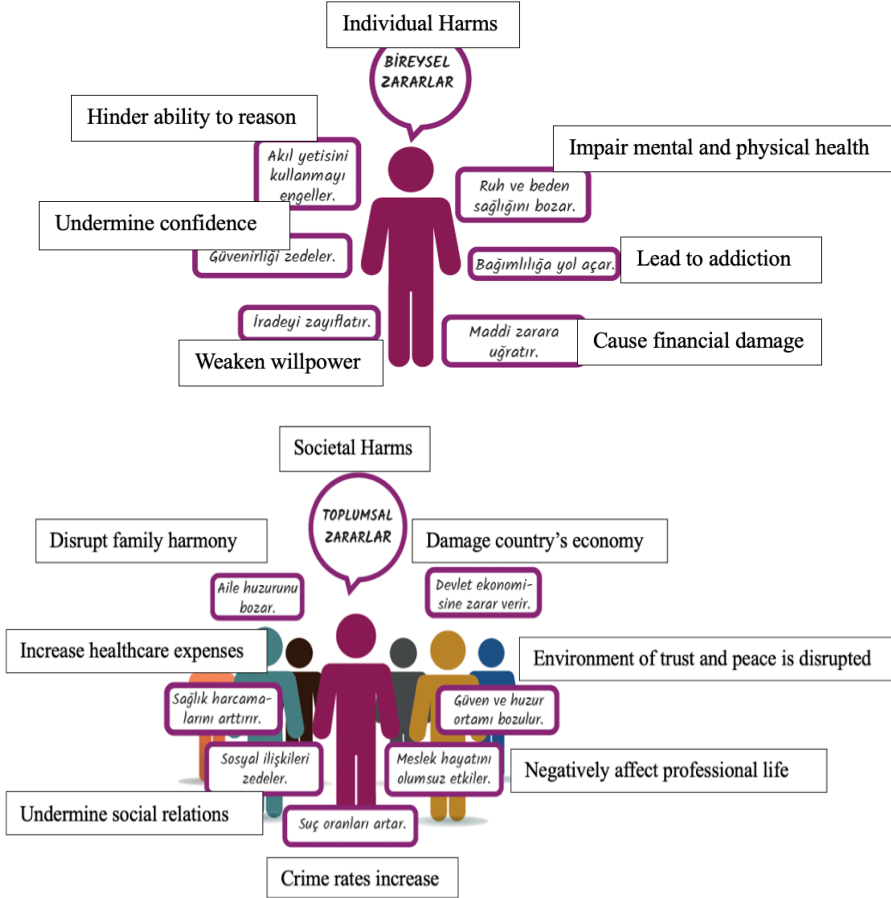 Individual Harms
BİREYSEL
ZARARLAR
Hinder ability to reason
Akıl yetisini
kullanmayı
engeller.
Impair mental and physical health
Ruh ve beden
sağlığını bozar.
Undermine confidence
Güvenirliği zedeler.
Bağımlılığa yol açar.
Lead to addiction
İradeyi zayıflatır.
Weaken willpower
Maddi zarara
uğratır.
Cause financial damage
Societal Harms
TOPLUMSAL
ZARARLAR
Disrupt family harmony
Damage country’s economy
Aile huzurunu
bozar.
Devlet ekonomi-
sine zarar verir.
Increase healthcare expenses
Environment of trust and peace is disrupted
Sağlık harcama-
larını arttırır.
Güven ve huzur
ortamı bozulur.
Sosyal ilişkileri
zedeler.
Meslek hayatını
olumsuz etkiler.
Negatively affect professional life
Undermine social relations
Suç oranları artar.
Crime rates increase